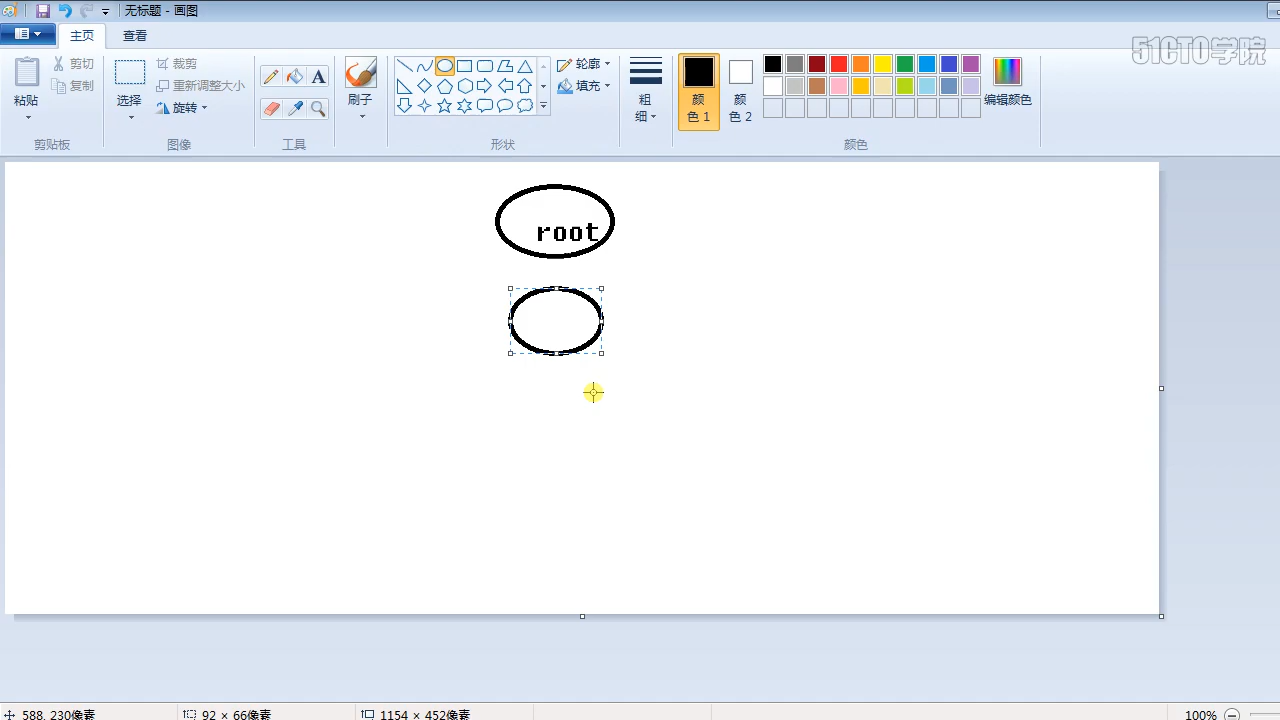 无标题 - 画图
主页 查看
51CTO学院
粘贴 剪切 复制 选择 裁剪 重新调整大小 旋转 A 刷子 轮廓 填充 粗细 颜色 1 颜色 2 编辑颜色
剪贴板 图像 工具 形状 颜色
root
588, 230像素 92 × 66像素 1154 × 452像素 100%